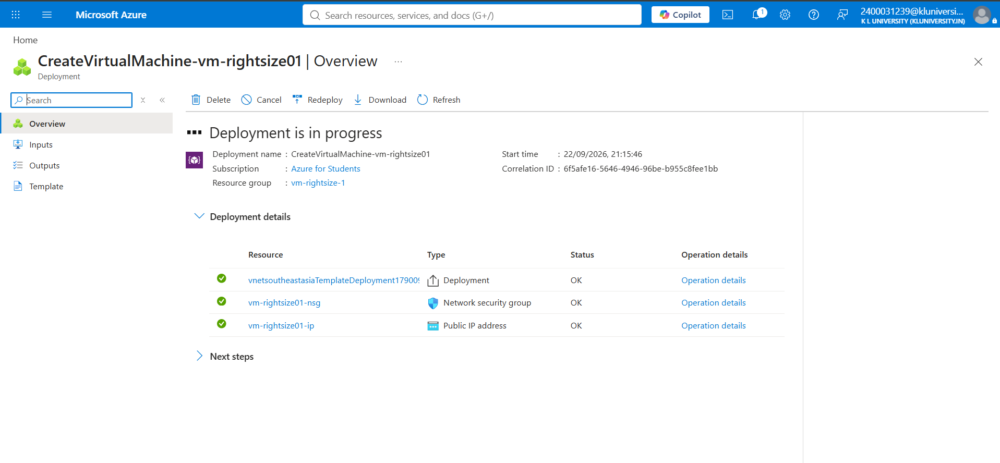 Microsoft Azure
Search resources, services, and docs (G+/)
Copilot
1
2400031239@kluniversi...
K L UNIVERSITY (KLUNIVERSITY.IN)
Home
CreateVirtualMachine-vm-rightsize01 | Overview ...
Deployment
Search
Delete Cancel Redeploy Download Refresh
Overview
Inputs
Outputs
Template
Deployment is in progress
Deployment name : CreateVirtualMachine-vm-rightsize01
Subscription : Azure for Students
Resource group : vm-rightsize-1
Start time : 22/09/2026, 21:15:46
Correlation ID : 6f5afe16-5646-4946-96be-b955c8fee1bb
Deployment details
Resource Type Status Operation details
vnetsoutheastasiaTemplateDeployment179009 Deployment OK Operation details
vm-rightsize01-nsg Network security group OK Operation details
vm-rightsize01-ip Public IP address OK Operation details
Next steps